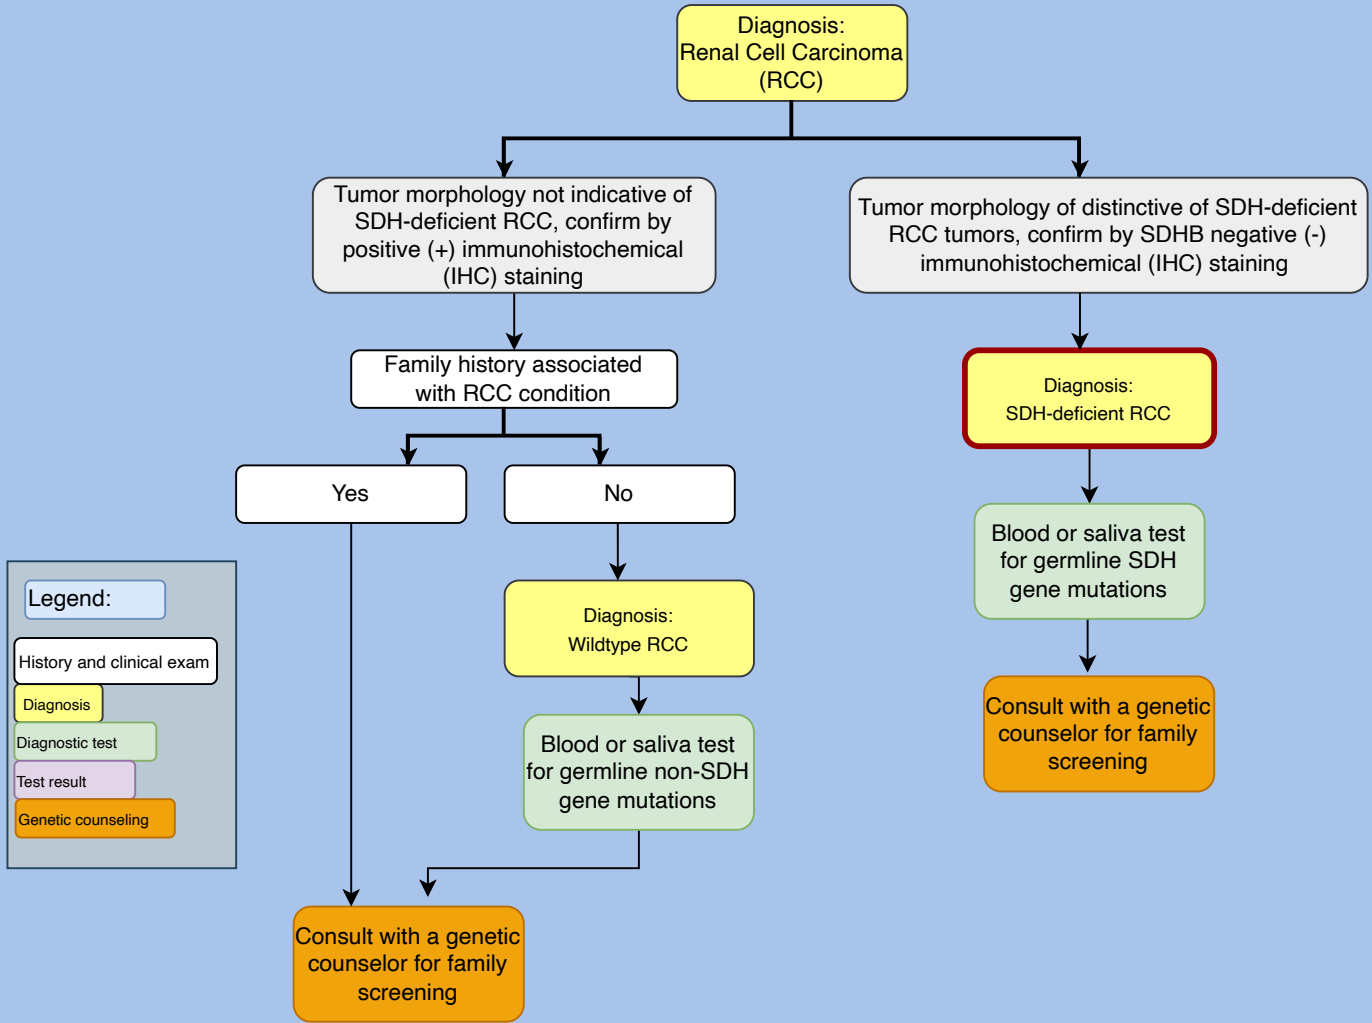 Diagnosis:
Renal Cell Carcinoma
(RCC)
Tumor morphology not indicative of
SDH-deficient RCC, confirm by
positive (+) immunohistochemical
(IHC) staining
Tumor morphology of distinctive of SDH-deficient
RCC tumors, confirm by SDHB negative (-)
immunohistochemical (IHC) staining
Family history associated
with RCC condition
Diagnosis:
SDH-deficient RCC
Yes
No
Blood or saliva test
for germline SDH
gene mutations
Diagnosis:
Wildtype RCC
Consult with a genetic
counselor for family
screening
Blood or saliva test
for germline non-SDH
gene mutations
Consult with a genetic
counselor for family
screening
Legend:
History and clinical exam
Diagnosis
Diagnostic test
Test result
Genetic counseling